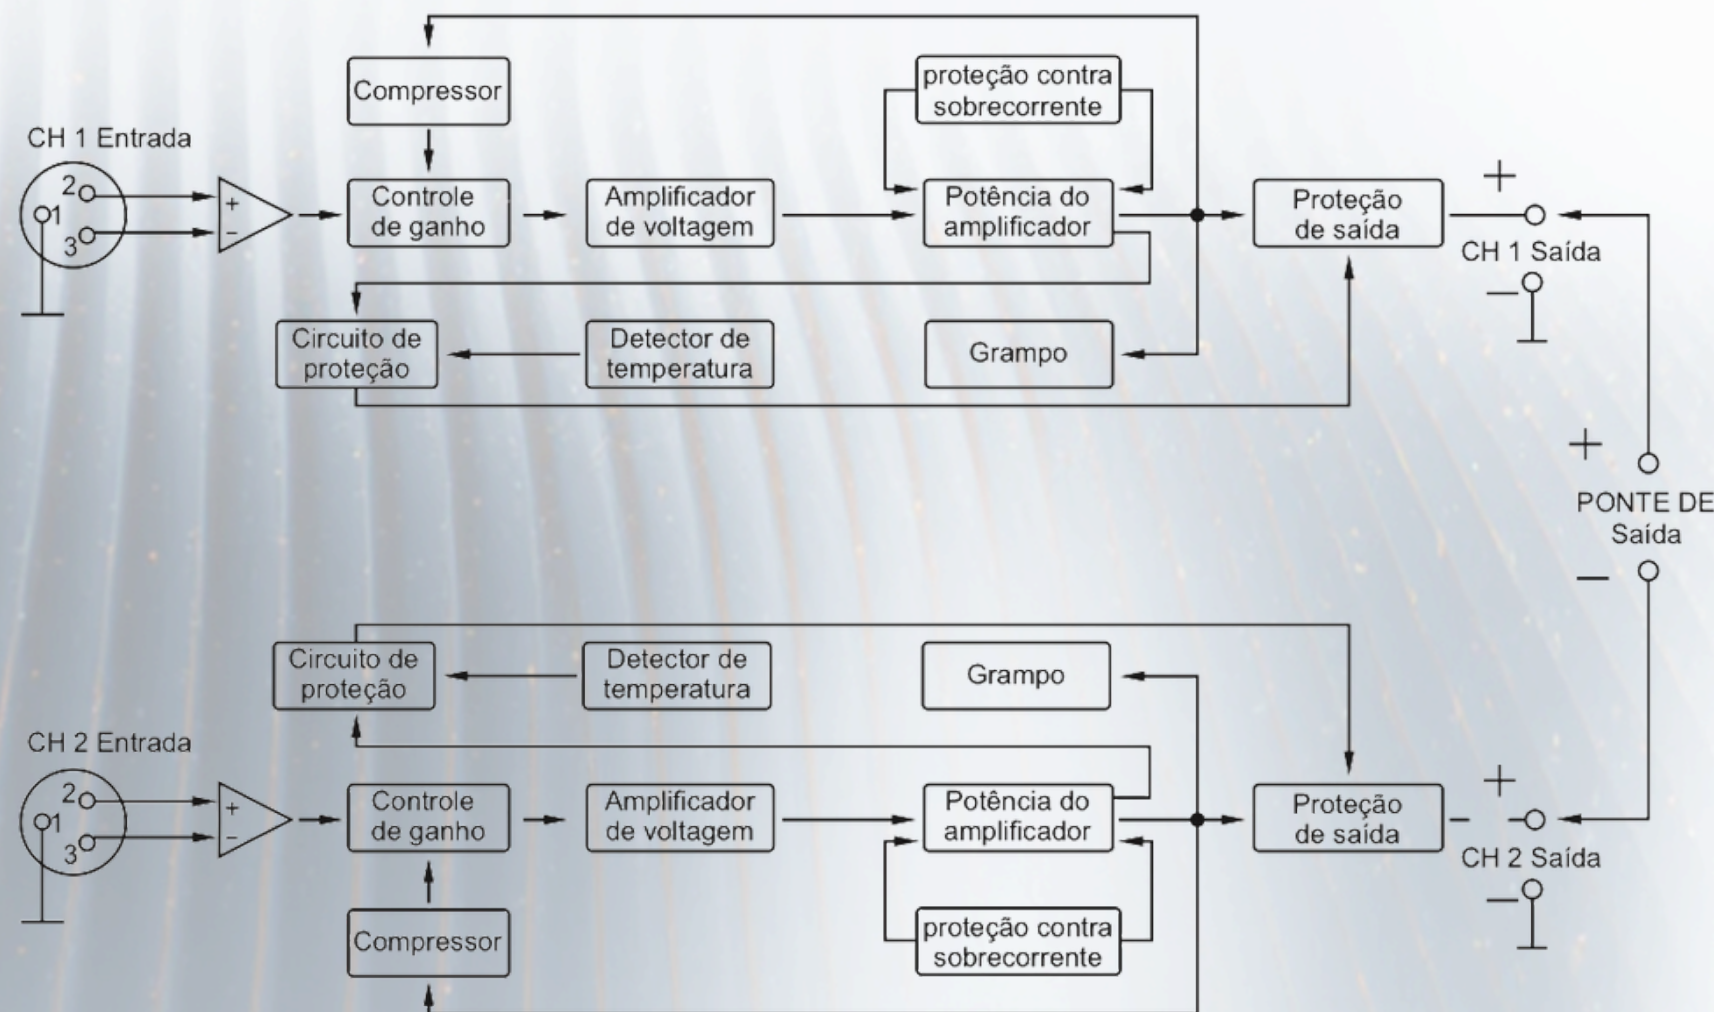 Compressor
proteção contra
sobrecorrente
CH 1 Entrada
2
1
3
+
−
Controle
de ganho
Amplificador
de voltagem
Potência do
amplificador
Proteção
de saída
+
CH 1 Saída
−
Circuito de
proteção
Detector de
temperatura
Grampo
+
PONTE DE
Saída
−
Circuito de
proteção
Detector de
temperatura
Grampo
CH 2 Entrada
2
1
3
+
−
Controle
de ganho
Amplificador
de voltagem
Potência do
amplificador
Proteção
de saída
+
CH 2 Saída
−
Compressor
proteção contra
sobrecorrente